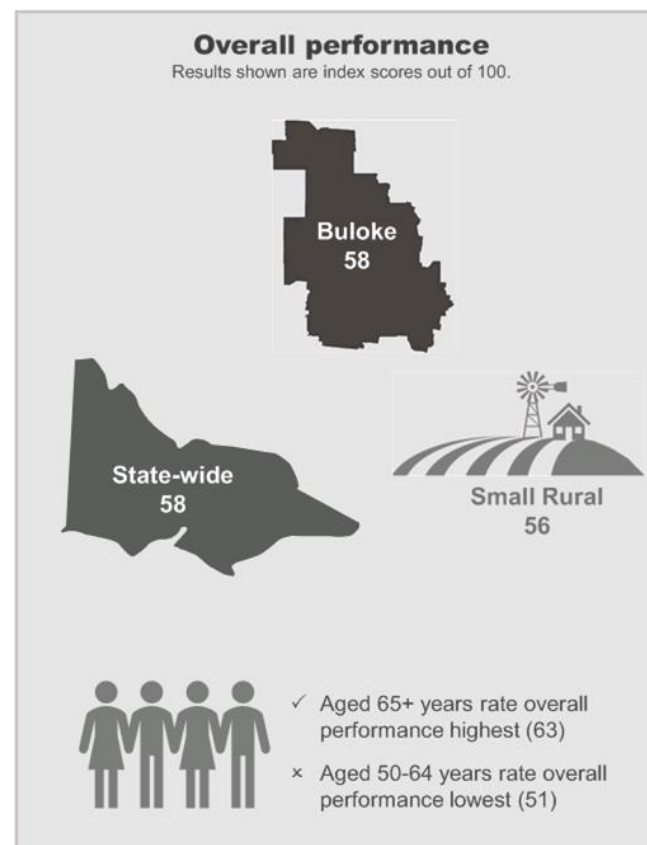 Overall performance
Results shown are index scores out of 100.
Buloke
58
State-wide
58
Small Rural
56
✓ Aged 65+ years rate overall
performance highest (63)
× Aged 50-64 years rate overall
performance lowest (51)